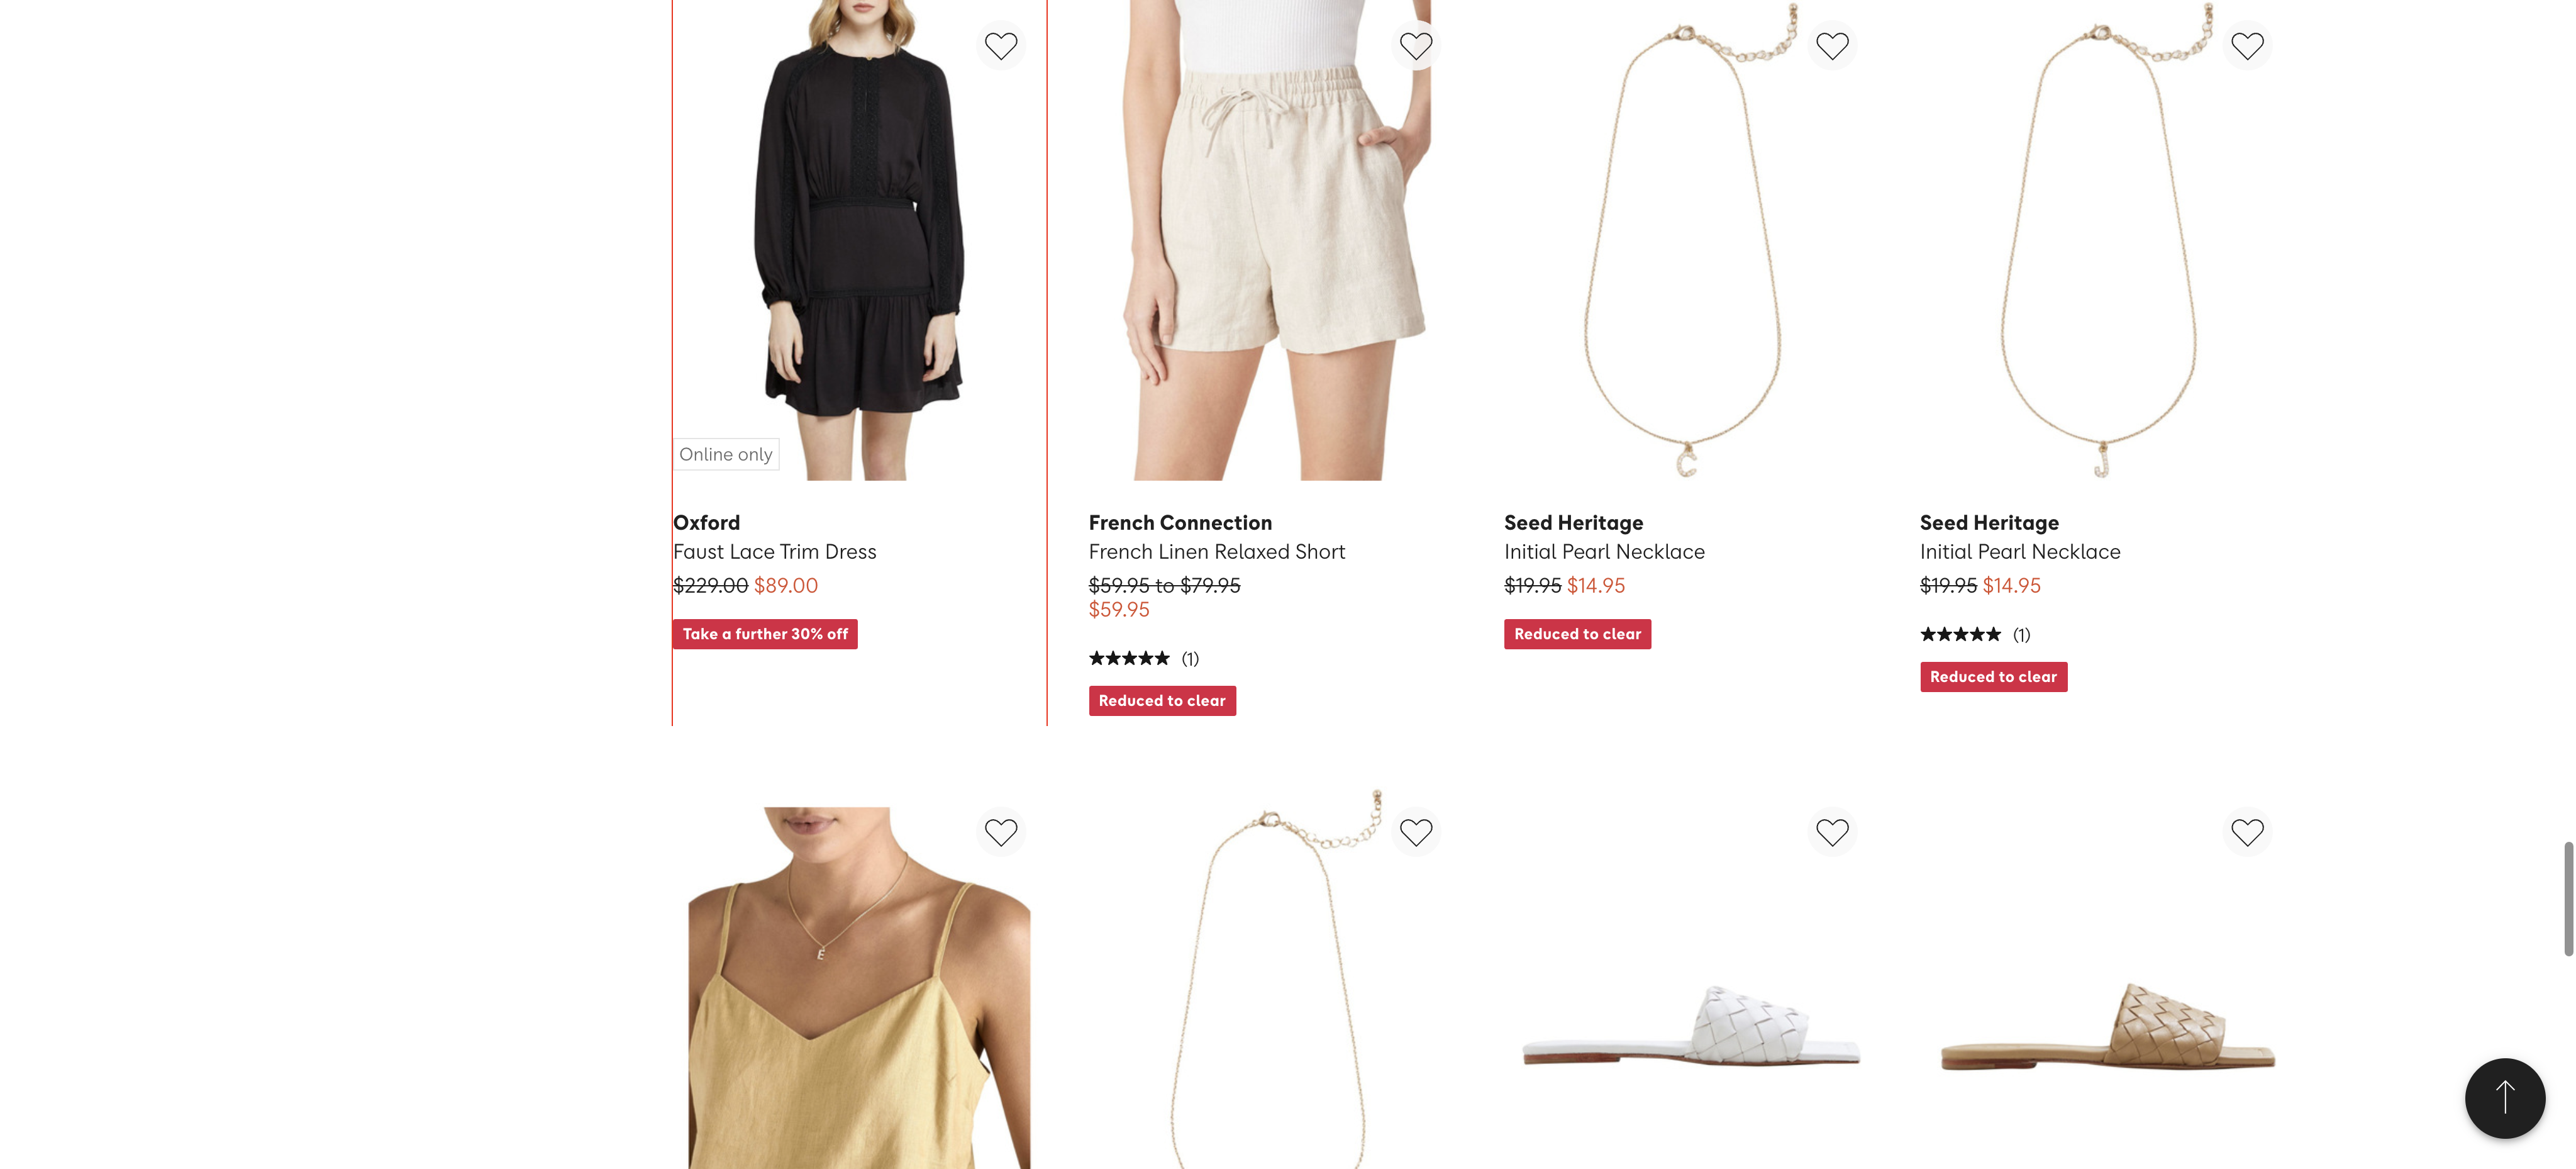 Online only
Oxford
Faust Lace Trim Dress
$229.00 $89.00
Take a further 30% off
French Connection
French Linen Relaxed Short
$59.95 to $79.95
$59.95
★★★★★ (1)
Reduced to clear
C
Seed Heritage
Initial Pearl Necklace
$19.95 $14.95
Reduced to clear
J
Seed Heritage
Initial Pearl Necklace
$19.95 $14.95
★★★★★ (1)
Reduced to clear
E